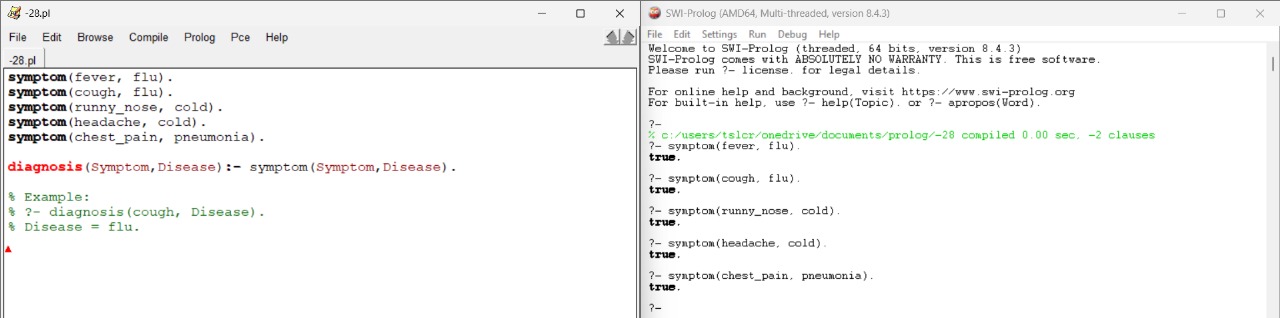 -28.pl
File Edit Browse Compile Prolog Pce Help
-28.pl
symptom(fever, flu).
symptom(cough, flu).
symptom(runny_nose, cold).
symptom(headache, cold).
symptom(chest_pain, pneumonia).
diagnosis(Symptom,Disease):- symptom(Symptom,Disease).
% Example:
% ?- diagnosis(cough, Disease).
% Disease = flu.
SWI-Prolog (AMD64, Multi-threaded, version 8.4.3)
File Edit Settings Run Debug Help
Welcome to SWI-Prolog (threaded, 64 bits, version 8.4.3)
SWI-Prolog comes with ABSOLUTELY NO WARRANTY. This is free software.
Please run ?- license. for legal details.
For online help and background, visit https://www.swi-prolog.org
For built-in help, use ?- help(Topic). or ?- apropos(Word).
?-
% c:/users/tslcr/onedrive/documents/prolog/-28 compiled 0.00 sec, -2 clauses
?- symptom(fever, flu).
true.
?- symptom(cough, flu).
true.
?- symptom(runny_nose, cold).
true.
?- symptom(headache, cold).
true.
?- symptom(chest_pain, pneumonia).
true.
?-